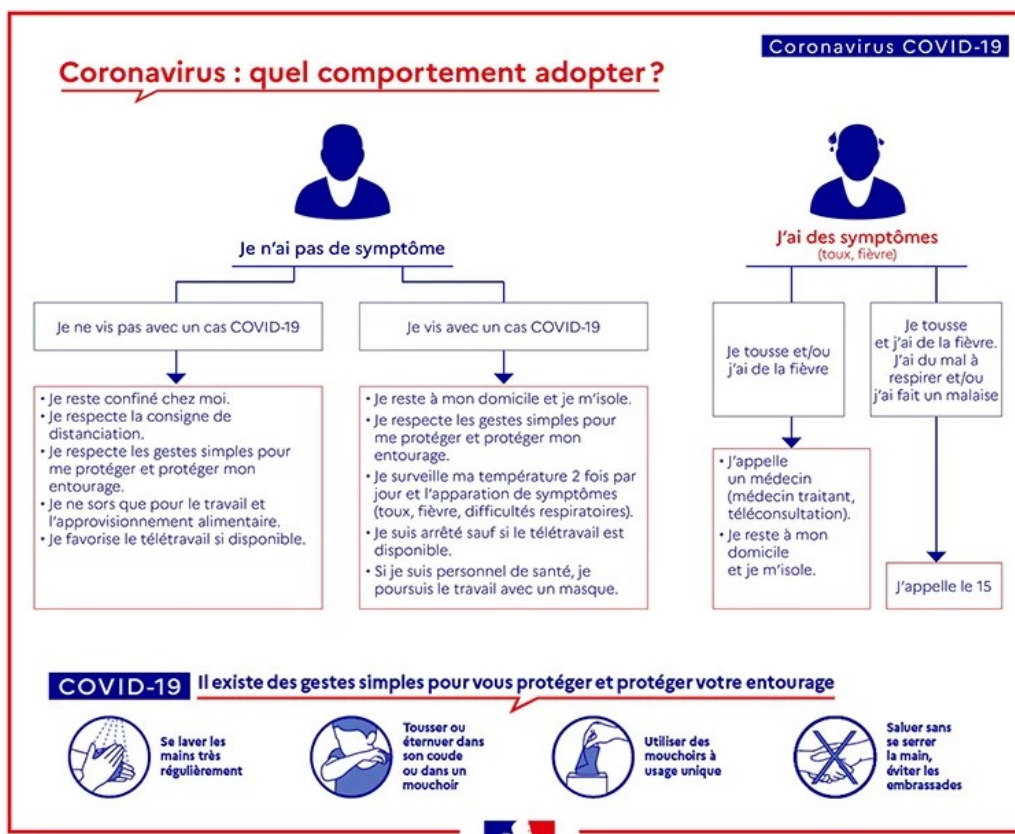 Coronavirus COVID-19
Coronavirus : quel comportement adopter ?
Je n'ai pas de symptôme
Je ne vis pas avec un cas COVID-19
• Je reste confiné chez moi.
• Je respecte la consigne de
distanciation.
• Je respecte les gestes simples pour
me protéger et protéger mon
entourage.
• Je ne sors que pour le travail et
l'approvisionnement alimentaire.
• Je favorise le télétravail si disponible.
Je vis avec un cas COVID-19
• Je reste à mon domicile et je m'isole.
• Je respecte les gestes simples pour
me protéger et protéger mon
entourage.
• Je surveille ma température 2 fois par
jour et l'apparation de symptômes
(toux, fièvre, difficultés respiratoires).
• Je suis arrêté sauf si le télétravail est
disponible.
• Si je suis personnel de santé, je
poursuis le travail avec un masque.
J'ai des symptômes
(toux, fièvre)
Je tousse et/ou
j'ai de la fièvre
• J'appelle
un médecin
(médecin traitant,
téléconsultation).
• Je reste à mon
domicile
et je m'isole.
Je tousse
et j'ai de la fièvre.
J'ai du mal à
respirer et/ou
j'ai fait un malaise
J'appelle le 15
COVID-19 Il existe des gestes simples pour vous protéger et protéger votre entourage
Se laver les
mains très
régulièrement
Tousser ou
éternuer dans
son coude
ou dans un
mouchoir
Utiliser des
mouchoirs à
usage unique
Saluer sans
se serrer
la main,
éviter les
embrassades